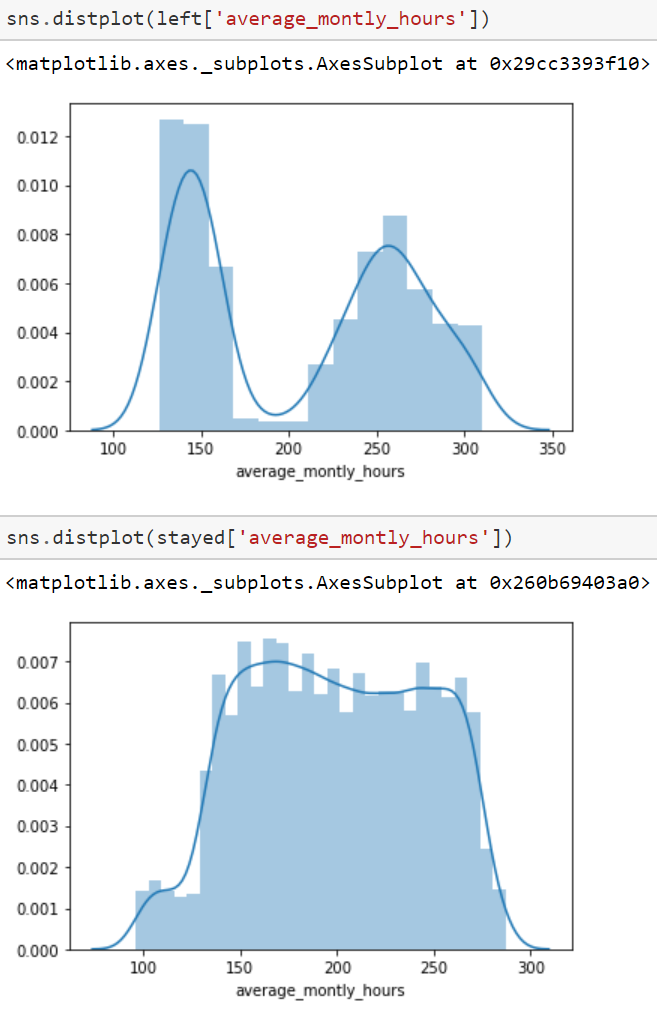 sns.distplot(left['average_montly_hours'])
<matplotlib.axes._subplots.AxesSubplot at 0x29cc3393f10>
0.012
0.010
0.008
0.006
0.004
0.002
0.000
100 150 200 250 300 350
average_montly_hours
sns.distplot(stayed['average_montly_hours'])
<matplotlib.axes._subplots.AxesSubplot at 0x260b69403a0>
0.007
0.006
0.005
0.004
0.003
0.002
0.001
0.000
100 150 200 250 300
average_montly_hours